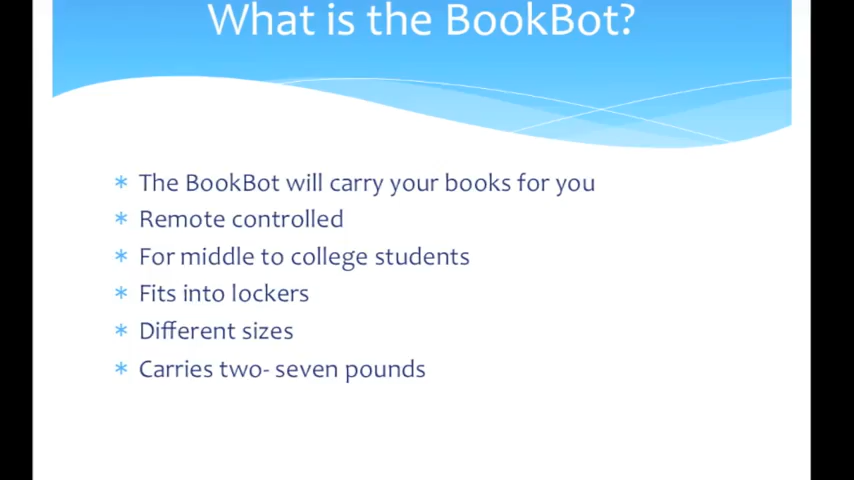 What is the BookBot?
* The BookBot will carry your books for you
* Remote controlled
* For middle to college students
* Fits into lockers
* Different sizes
* Carries two- seven pounds